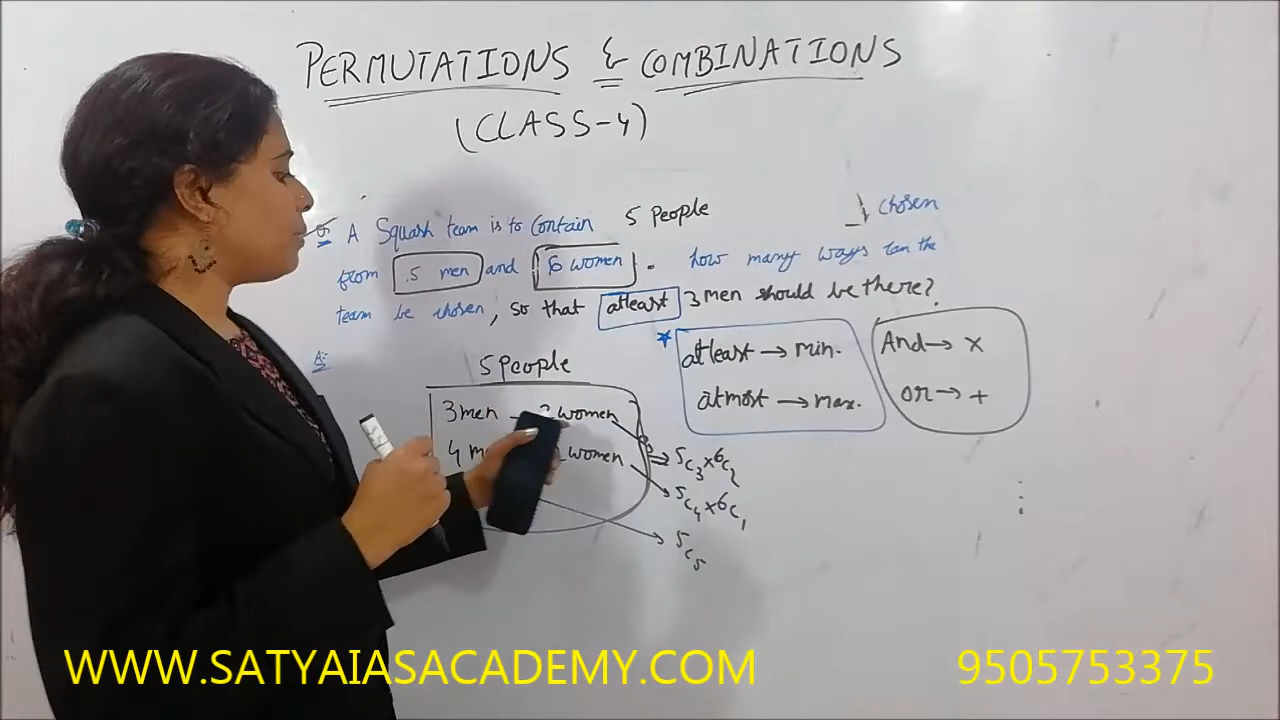 PERMUTATIONS & COMBINATIONS
(CLASS-4)
Q: A Squash team is to Contain 5 People chosen
from 5 men and 6 women. how many ways can the
team be chosen, so that atleast 3 men should be there?
A:
5 People
3men women
4 women
atleast → min.
atmost → max.
And → x
or → +
⁵C₃ x ⁶C₂
⁵C₄ x ⁶C₁
⁵C₅
WWW.SATYAIASACADEMY.COM 9505753375